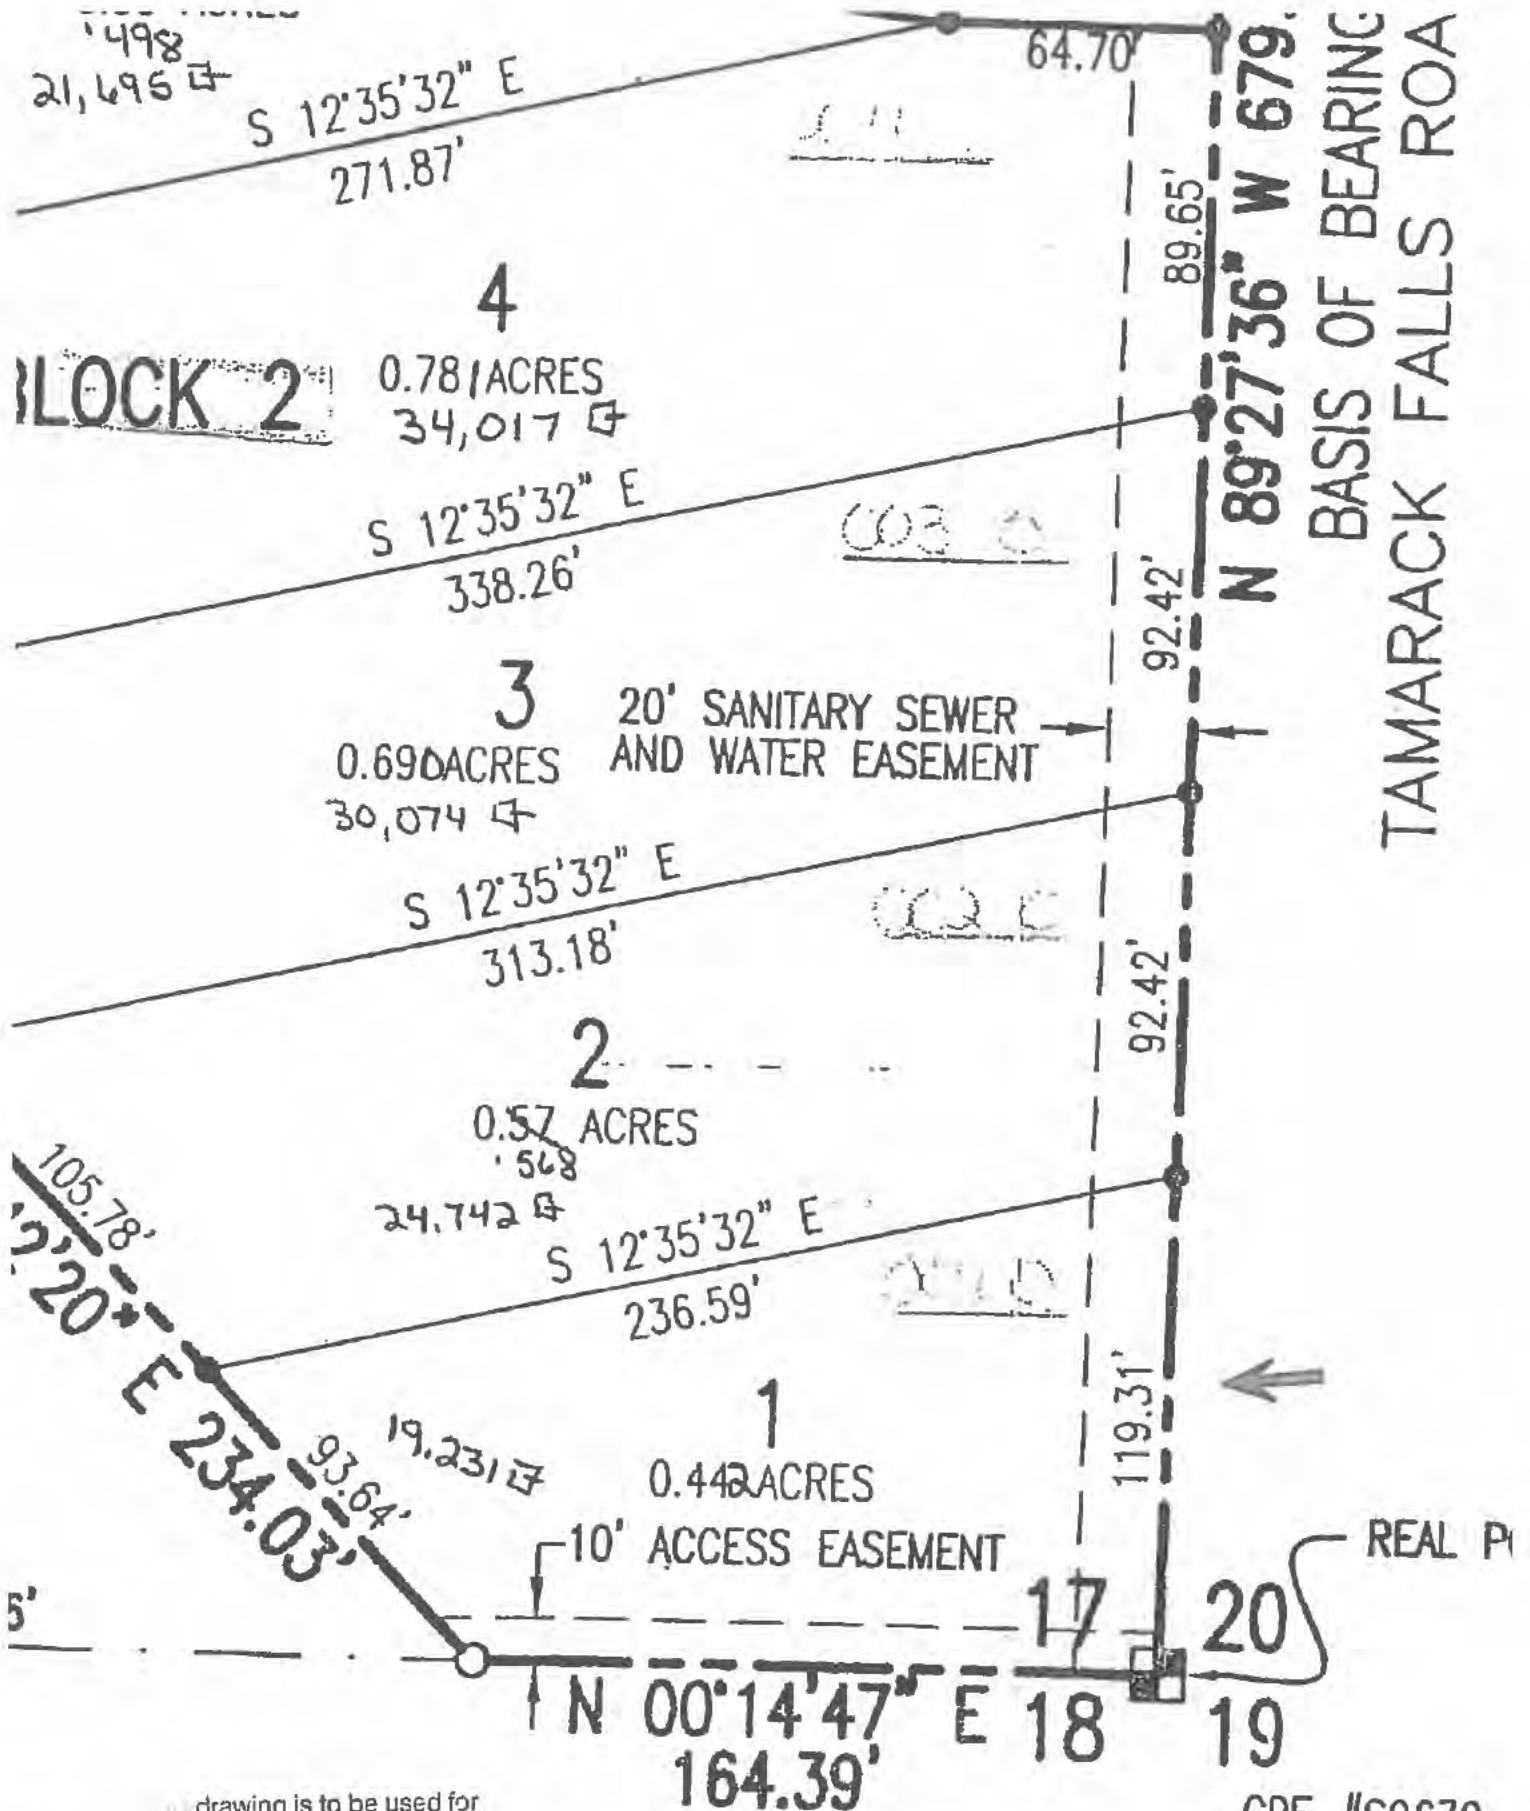 498
21,695
S 12°35'32" E
271.87'
64.70'
89.65'
N 89°27'36" W 679.
BASIS OF BEARING
TAMARACK FALLS ROA
4
0.781 ACRES
34,017
LOCK 2
S 12°35'32" E
338.26'
92.42'
3
0.690 ACRES
30,074
20' SANITARY SEWER
AND WATER EASEMENT
S 12°35'32" E
313.18'
92.42'
2
0.57 ACRES
.568
24,742
S 12°35'32" E
236.59'
105.78'
2'20" E 234.03'
93.64'
19,231
1
0.442 ACRES
119.31'
10' ACCESS EASEMENT
REAL
17
20
18
19
5'
N 00°14'47" E
164.39'
drawing is to be used for